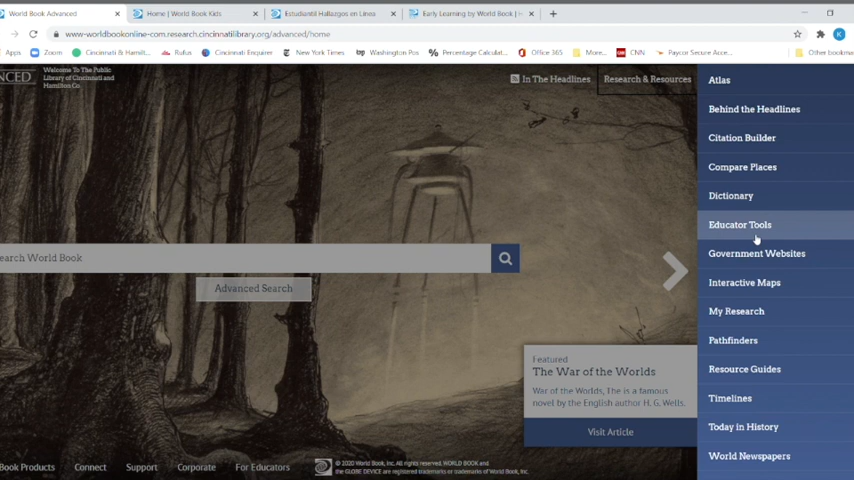 World Book Advanced
Home | World Book Kids
Estudiantil Hallazgos en Línea
Early Learning by World Book |
www-worldbookonline-com.research.cincinnatilibrary.org/advanced/home
K
Apps Zoom Cincinnati & Hamilt... Rufus Cincinnati Enquirer New York Times Washington Pos Percentage Calculat... Office 365 More... CNN Paycor Secure Acce... Other bookma
NCED
Welcome To The Public
Library of Cincinnati and
Hamilton Co
In The Headlines
Research & Resources
Atlas
Behind the Headlines
Citation Builder
Compare Places
Dictionary
Educator Tools
Government Websites
Interactive Maps
My Research
Pathfinders
Resource Guides
Timelines
Today in History
World Newspapers
earch World Book
Advanced Search
Featured
The War of the Worlds
War of the Worlds, The is a famous
novel by the English author H. G. Wells.
Visit Article
Book Products Connect Support Corporate For Educators
© 2020 World Book, Inc. All rights reserved. WORLD BOOK and
the GLOBE DEVICE are registered trademarks or trademarks of World Book, Inc.